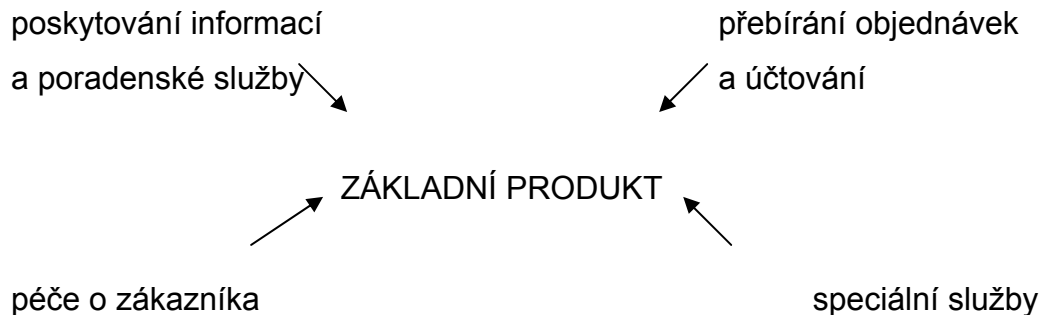 poskytování informací
a poradenské služby
přebírání objednávek
a účtování
ZÁKLADNÍ PRODUKT
péče o zákazníka
speciální služby